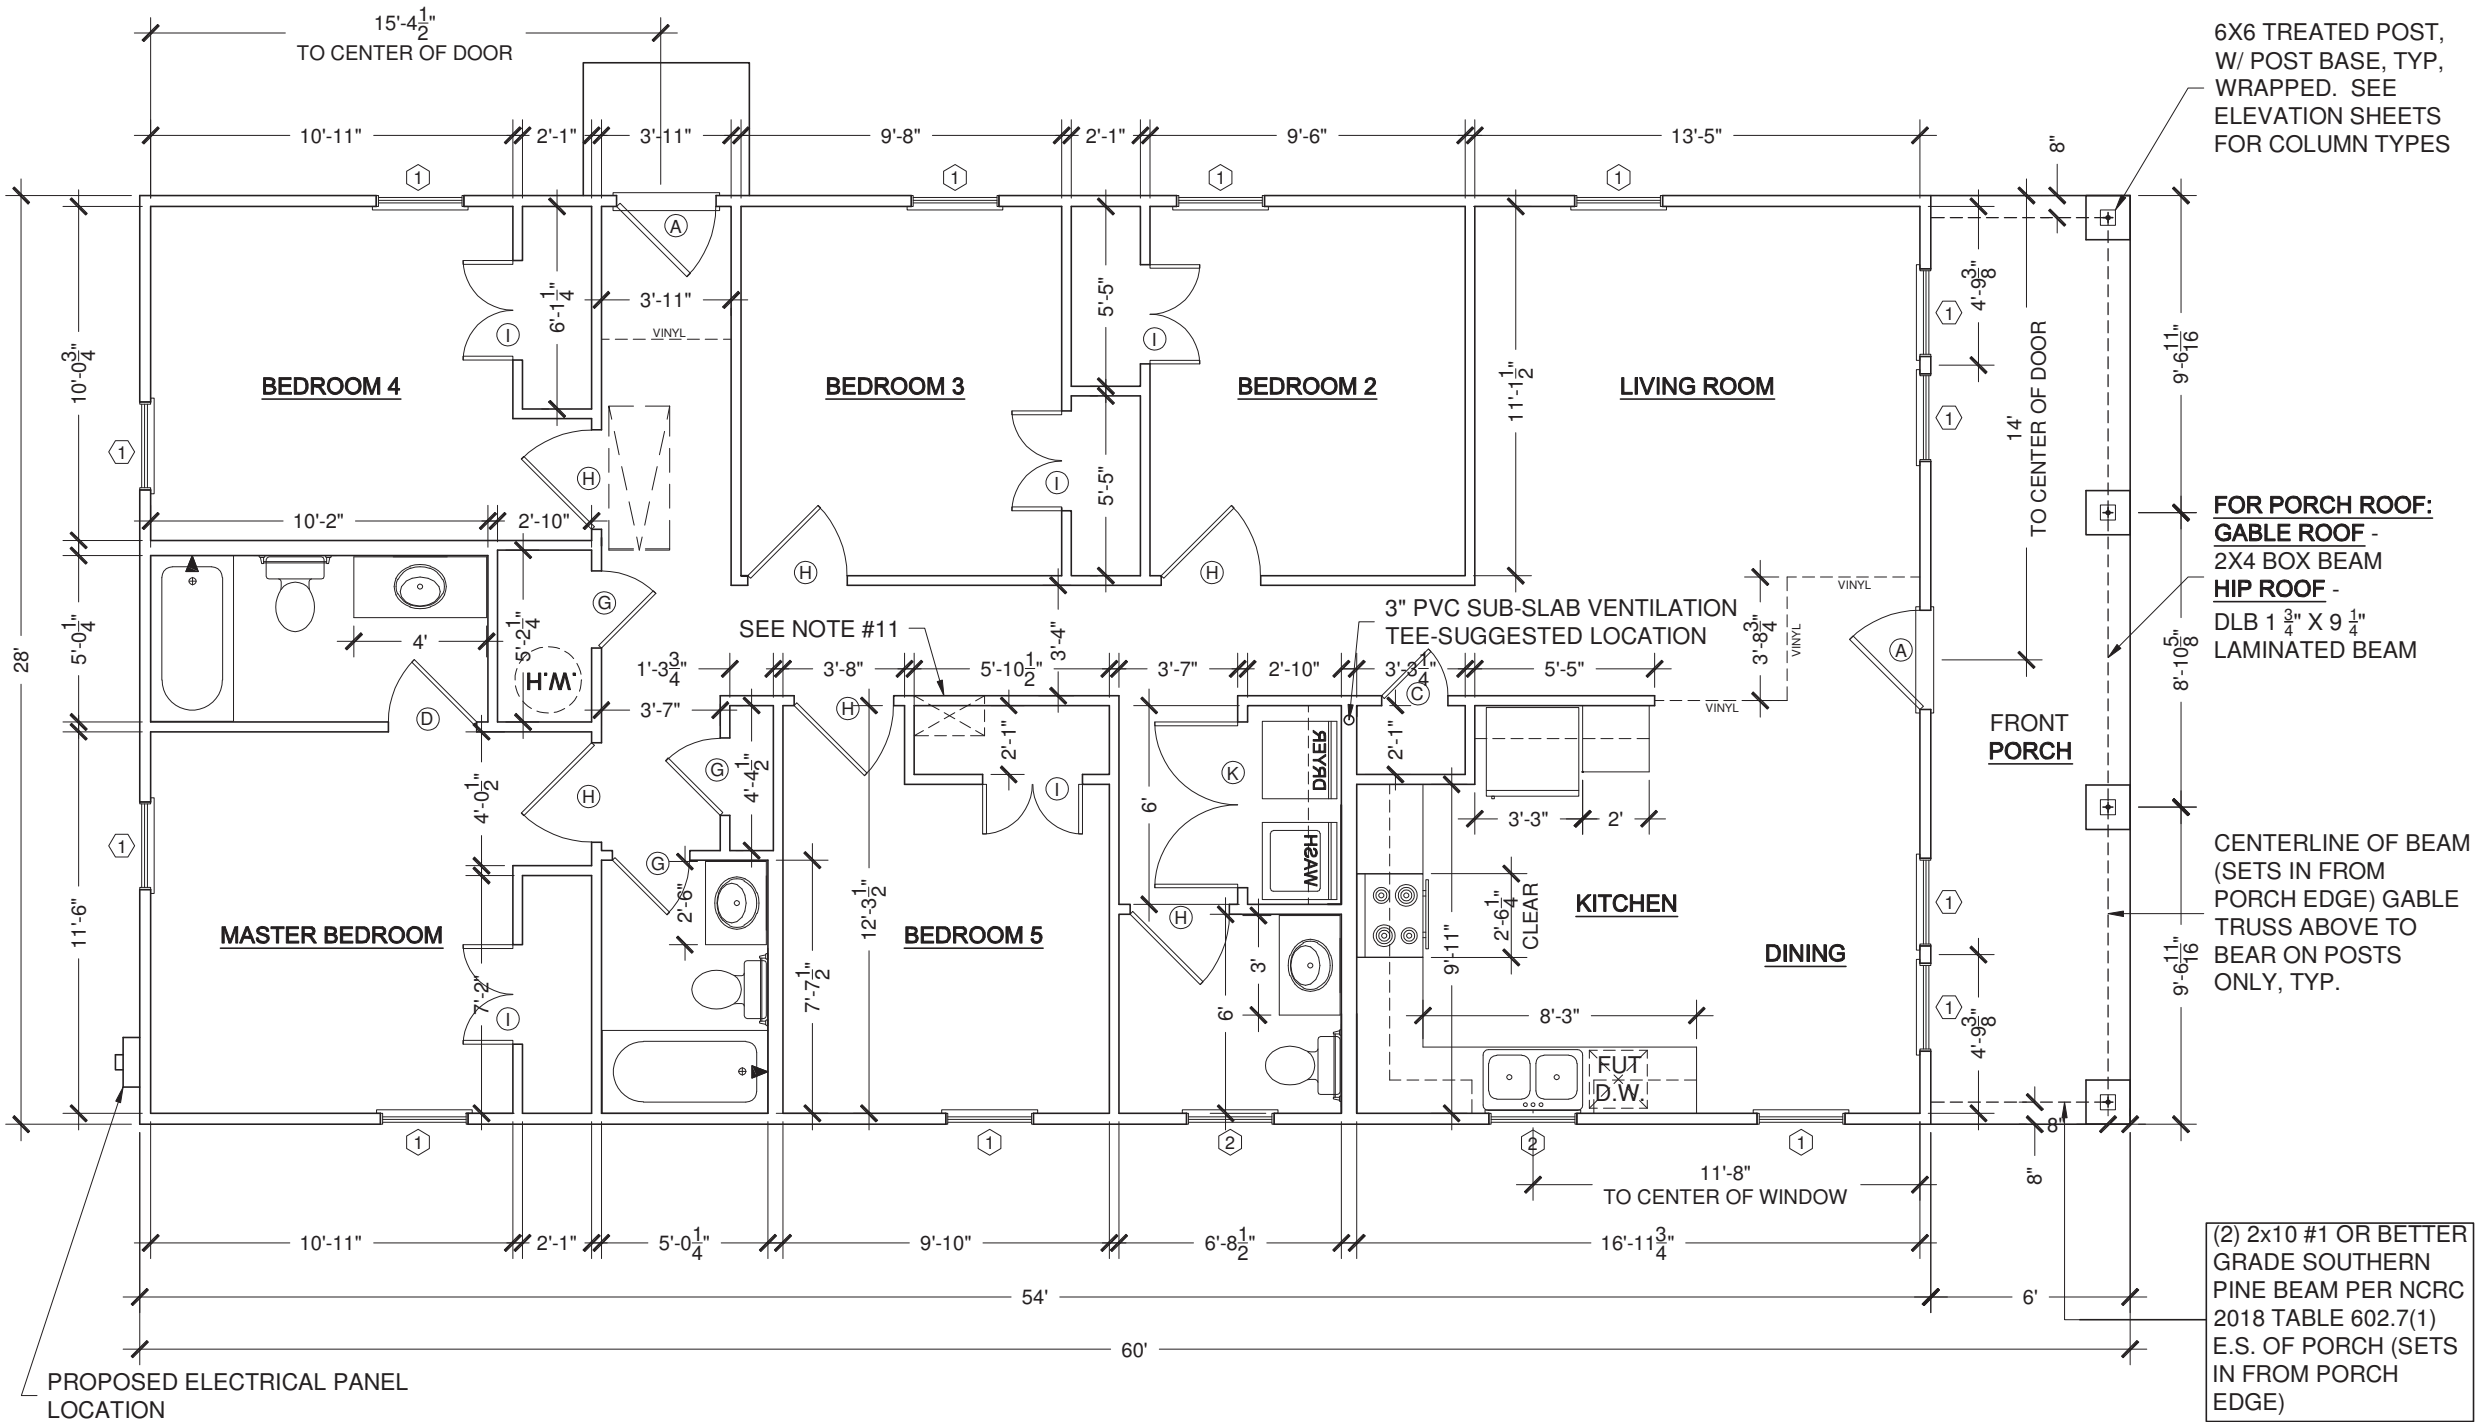 15'-4 1/2"
TO CENTER OF DOOR
6X6 TREATED POST,
W/ POST BASE, TYP,
WRAPPED. SEE
ELEVATION SHEETS
FOR COLUMN TYPES
10'-11"
2'-1"
3'-11"
9'-8"
2'-1"
9'-6"
13'-5"
8"
1
1
1
1
A
4'-9 3/8"
6'-1 1/4"
3'-11"
VINYL
5'-5"
I
I
1
9'-6 11/16"
10'-0 3/4"
BEDROOM 4
BEDROOM 3
BEDROOM 2
11'-1 1/2"
LIVING ROOM
1
14'
TO CENTER OF DOOR
1
H
I
5'-5"
10'-2"
2'-10"
FOR PORCH ROOF:
GABLE ROOF -
2X4 BOX BEAM
HIP ROOF -
DLB 1 3/4" X 9 1/4"
LAMINATED BEAM
H
H
VINYL
G
3" PVC SUB-SLAB VENTILATION
TEE-SUGGESTED LOCATION
SEE NOTE #11
28'
5'-0 1/4"
4'
5'-2 1/4"
3'-4"
3'-8 3/4"
VINYL
A
8'-10 5/8"
W.H.
1'-3 3/4"
3'-8"
5'-10 1/2"
3'-7"
2'-10"
3'-3 1/4"
C
5'-5"
3'-7"
H
VINYL
D
FRONT
PORCH
2'-1"
2'-1"
DRYER
G
4'-4 1/2"
K
4'-0 1/2"
H
I
6'
3'-3"
2'
1
WASH
G
2'-6"
12'-3 1/2"
2'-6 1/4"
CLEAR
KITCHEN
1
CENTERLINE OF BEAM
(SETS IN FROM
PORCH EDGE) GABLE
TRUSS ABOVE TO
BEAR ON POSTS
ONLY, TYP.
11'-6"
MASTER BEDROOM
BEDROOM 5
H
3'
9'-11"
DINING
7'-2"
7'-7 1/2"
9'-6 11/16"
I
6'
8'-3"
1
4'-9 3/8"
FUT
D.W.
8"
1
1
2
2
1
8"
11'-8"
TO CENTER OF WINDOW
10'-11"
2'-1"
5'-0 1/4"
9'-10"
6'-8 1/2"
16'-11 3/4"
(2) 2x10 #1 OR BETTER
GRADE SOUTHERN
PINE BEAM PER NCRC
2018 TABLE 602.7(1)
E.S. OF PORCH (SETS
IN FROM PORCH
EDGE)
54'
6'
60'
PROPOSED ELECTRICAL PANEL
LOCATION